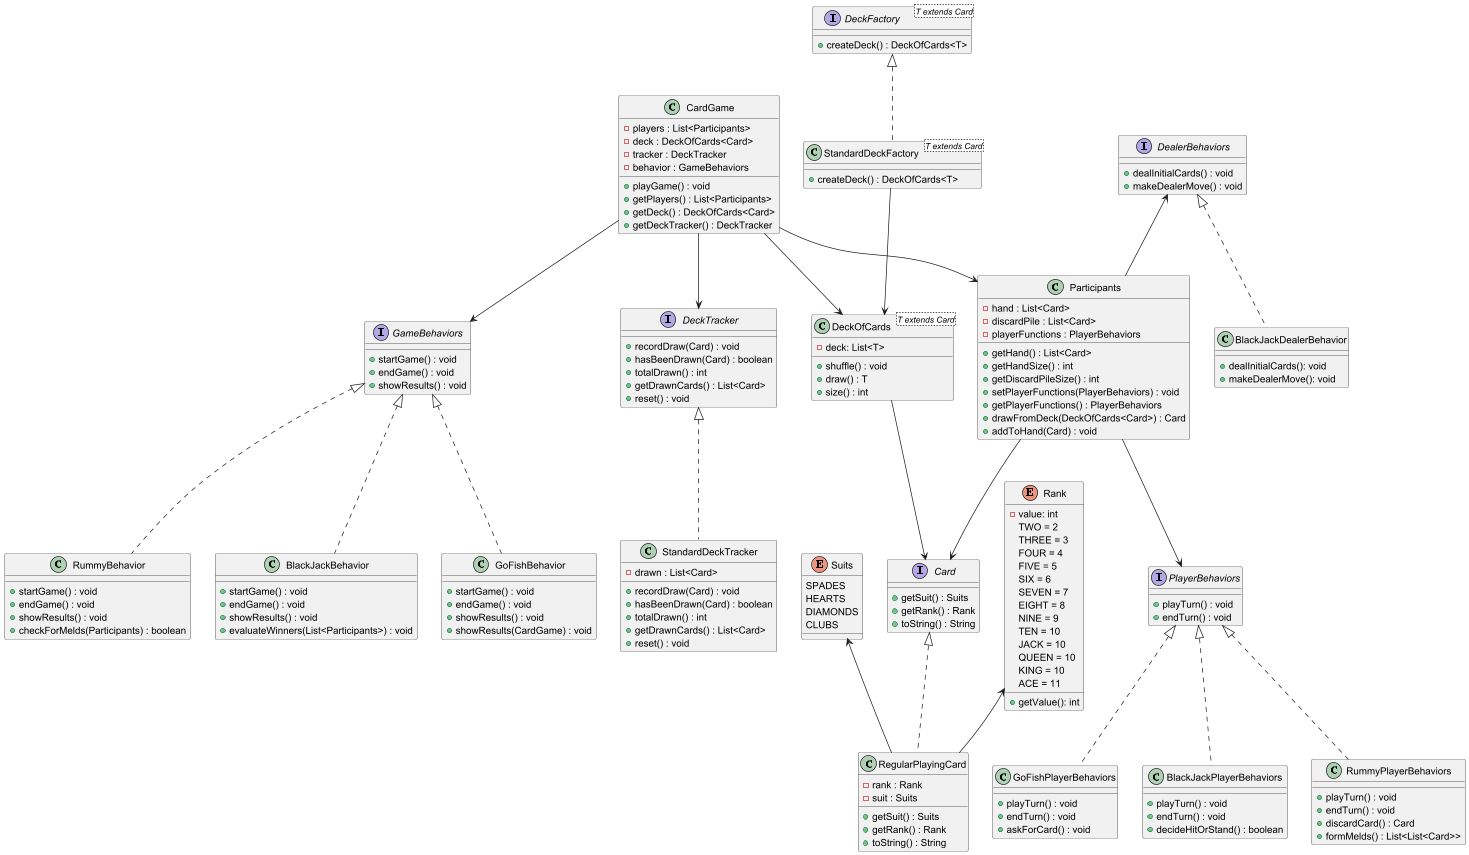 I DeckFactory
T extends Card
createDeck() : DeckOfCards<T>
C CardGame
players : List<Participants>
deck : DeckOfCards<Card>
tracker : DeckTracker
behavior : GameBehaviors
playGame() : void
getPlayers() : List<Participants>
getDeck() : DeckOfCards<Card>
getDeckTracker() : DeckTracker
C StandardDeckFactory
T extends Card
createDeck() : DeckOfCards<T>
I DealerBehaviors
dealInitialCards() : void
makeDealerMove() : void
I GameBehaviors
startGame() : void
endGame() : void
showResults() : void
I DeckTracker
recordDraw(Card) : void
hasBeenDrawn(Card) : boolean
totalDrawn() : int
getDrawnCards() : List<Card>
reset() : void
C DeckOfCards
T extends Card
deck: List<T>
shuffle() : void
draw() : T
size() : int
C Participants
hand : List<Card>
discardPile : List<Card>
playerFunctions : PlayerBehaviors
getHand() : List<Card>
getHandSize() : int
getDiscardPileSize() : int
setPlayerFunctions(PlayerBehaviors) : void
getPlayerFunctions() : PlayerBehaviors
drawFromDeck(DeckOfCards<Card>) : Card
addToHand(Card) : void
C BlackJackDealerBehavior
dealInitialCards(): void
makeDealerMove(): void
C RummyBehavior
startGame() : void
endGame() : void
showResults() : void
checkForMelds(Participants) : boolean
C BlackJackBehavior
startGame() : void
endGame() : void
showResults() : void
evaluateWinners(List<Participants>) : void
C GoFishBehavior
startGame() : void
endGame() : void
showResults() : void
showResults(CardGame) : void
C StandardDeckTracker
drawn : List<Card>
recordDraw(Card) : void
hasBeenDrawn(Card) : boolean
totalDrawn() : int
getDrawnCards() : List<Card>
reset() : void
E Suits
SPADES
HEARTS
DIAMONDS
CLUBS
I Card
getSuit() : Suits
getRank() : Rank
toString() : String
E Rank
value: int
TWO = 2
THREE = 3
FOUR = 4
FIVE = 5
SIX = 6
SEVEN = 7
EIGHT = 8
NINE = 9
TEN = 10
JACK = 10
QUEEN = 10
KING = 10
ACE = 11
getValue(): int
I PlayerBehaviors
playTurn() : void
endTurn() : void
C RegularPlayingCard
rank : Rank
suit : Suits
getSuit() : Suits
getRank() : Rank
toString() : String
C GoFishPlayerBehaviors
playTurn() : void
endTurn() : void
askForCard() : void
C BlackJackPlayerBehaviors
playTurn() : void
endTurn() : void
decideHitOrStand() : boolean
C RummyPlayerBehaviors
playTurn() : void
endTurn() : void
discardCard() : Card
formMelds() : List<List<Card>>